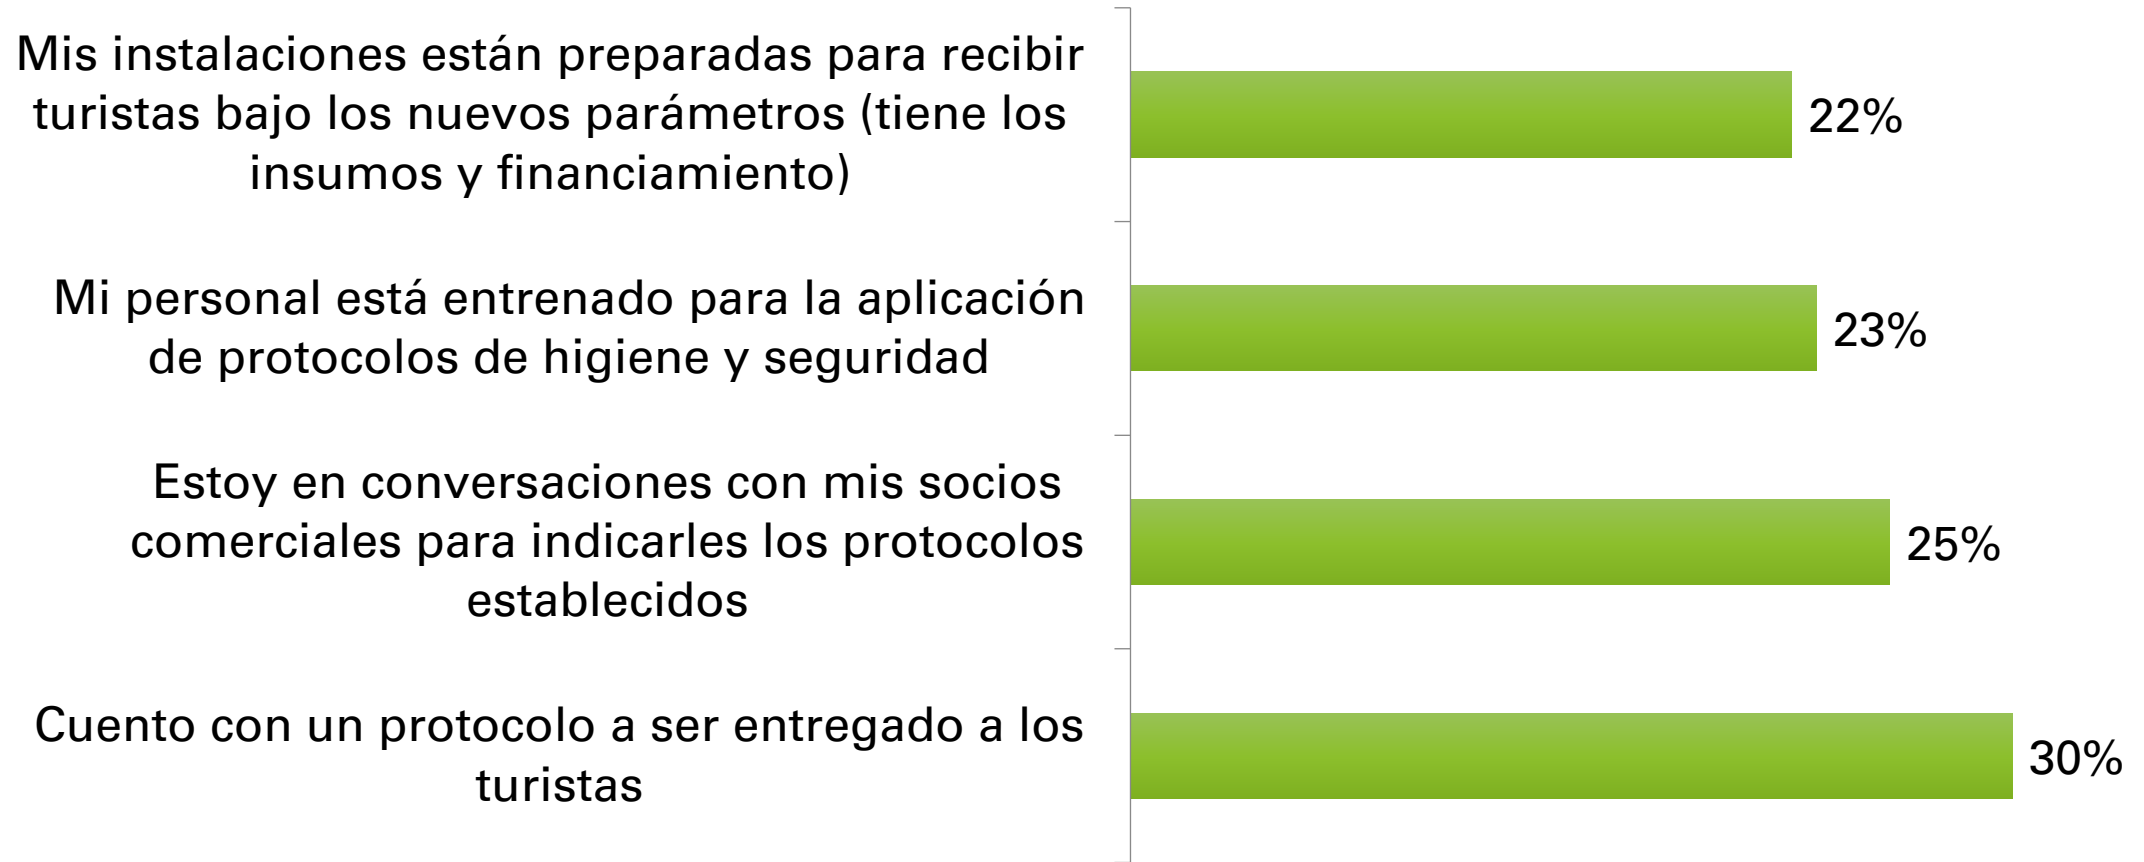 Mis instalaciones están preparadas para recibir
turistas bajo los nuevos parámetros (tiene los
insumos y financiamiento)
22%
Mi personal está entrenado para la aplicación
de protocolos de higiene y seguridad
23%
Estoy en conversaciones con mis socios
comerciales para indicarles los protocolos
establecidos
25%
Cuento con un protocolo a ser entregado a los
turistas
30%